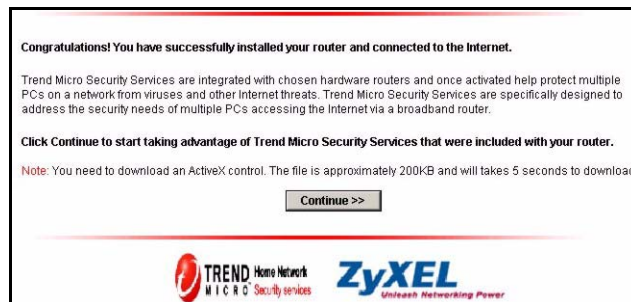 Congratulations! You have successfully installed your router and connected to the Internet.
Trend Micro Security Services are integrated with chosen hardware routers and once activated help protect multiple
PCs on a network from viruses and other Internet threats. Trend Micro Security Services are specifically designed to
address the security needs of multiple PCs accessing the Internet via a broadband router.
Click Continue to start taking advantage of Trend Micro Security Services that were included with your router.
Note: You need to download an ActiveX control. The file is approximately 200KB and will takes 5 seconds to download
Continue >>
TREND Home Network
MICRO Security services
ZyXEL
Unleash Networking Power